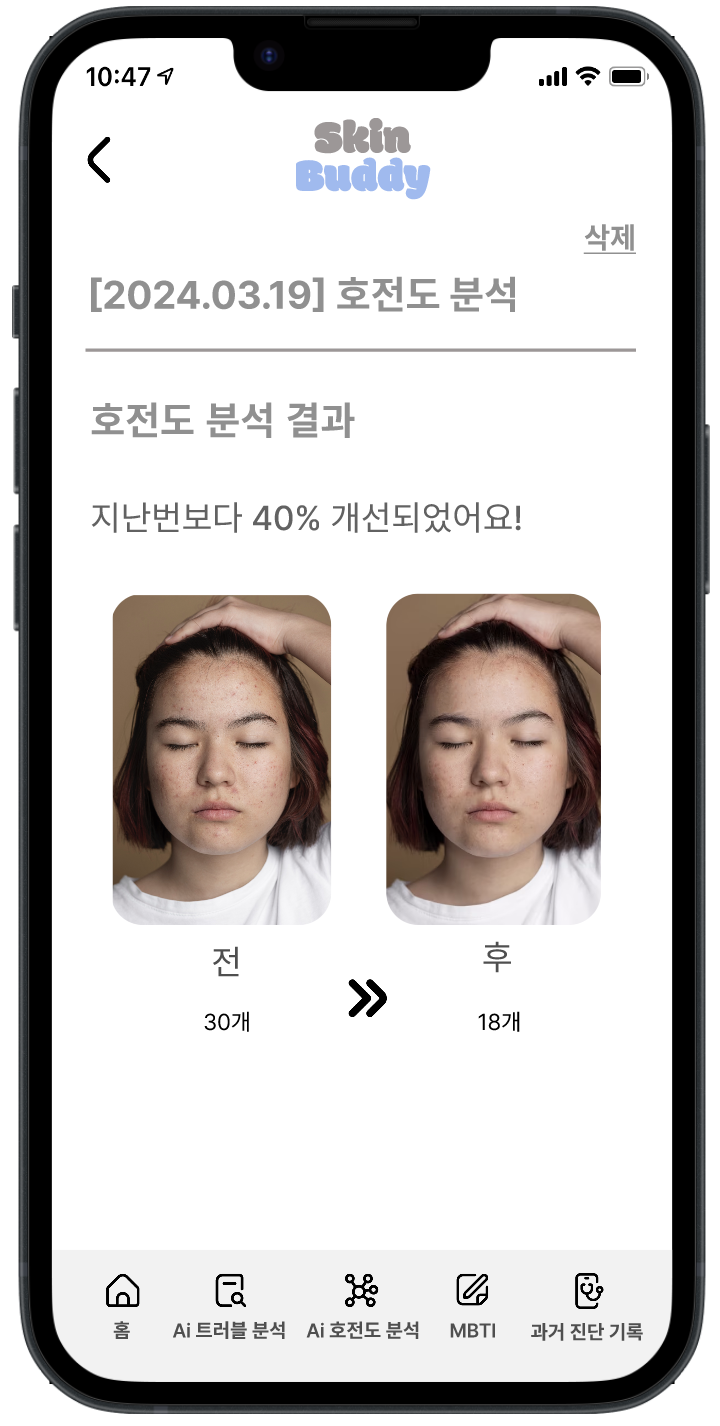 10:47
Skin
Buddy
삭제
[2024.03.19] 호전도 분석
호전도 분석 결과
지난번보다 40% 개선되었어요!
전
후
30개
18개
홈
Ai 트러블 분석
Ai 호전도 분석
MBTI
과거 진단 기록